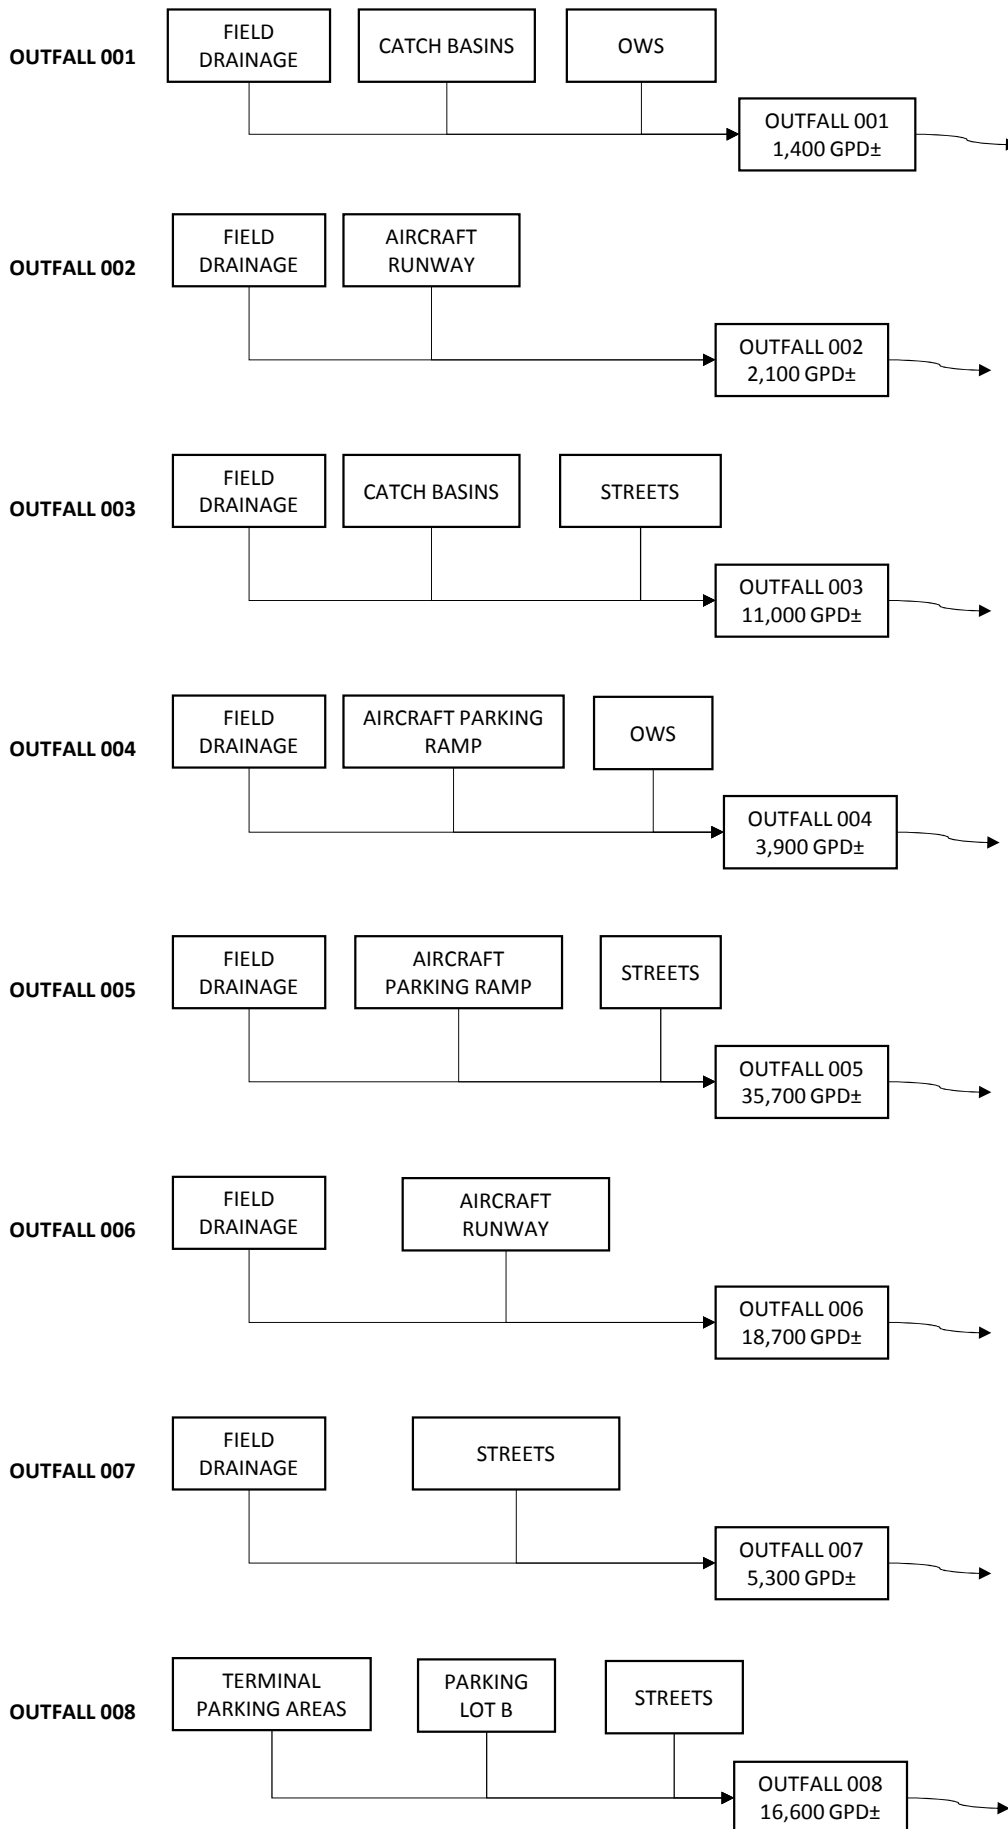 OUTFALL 001
FIELD
DRAINAGE
CATCH BASINS
OWS
OUTFALL 001
1,400 GPD±
OUTFALL 002
FIELD
DRAINAGE
AIRCRAFT
RUNWAY
OUTFALL 002
2,100 GPD±
OUTFALL 003
FIELD
DRAINAGE
CATCH BASINS
STREETS
OUTFALL 003
11,000 GPD±
OUTFALL 004
FIELD
DRAINAGE
AIRCRAFT PARKING
RAMP
OWS
OUTFALL 004
3,900 GPD±
OUTFALL 005
FIELD
DRAINAGE
AIRCRAFT
PARKING RAMP
STREETS
OUTFALL 005
35,700 GPD±
OUTFALL 006
FIELD
DRAINAGE
AIRCRAFT
RUNWAY
OUTFALL 006
18,700 GPD±
OUTFALL 007
FIELD
DRAINAGE
STREETS
OUTFALL 007
5,300 GPD±
OUTFALL 008
TERMINAL
PARKING AREAS
PARKING
LOT B
STREETS
OUTFALL 008
16,600 GPD±